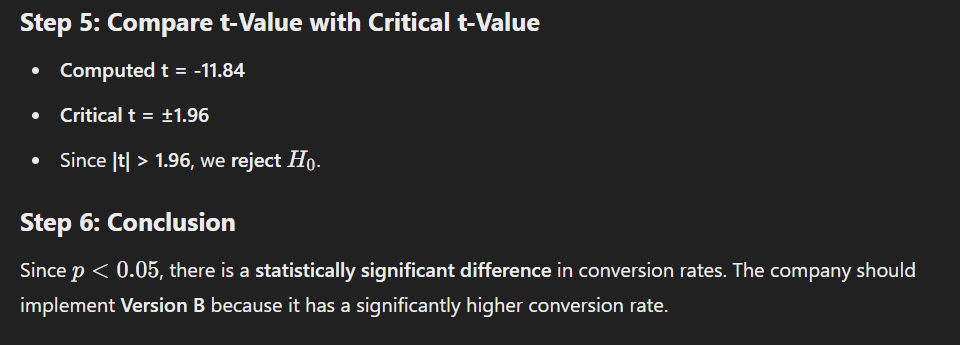 Step 5: Compare t-Value with Critical t-Value
• Computed t = -11.84
• Critical t = ±1.96
• Since |t| > 1.96, we reject H₀.
Step 6: Conclusion
Since p < 0.05, there is a statistically significant difference in conversion rates. The company should
implement Version B because it has a significantly higher conversion rate.